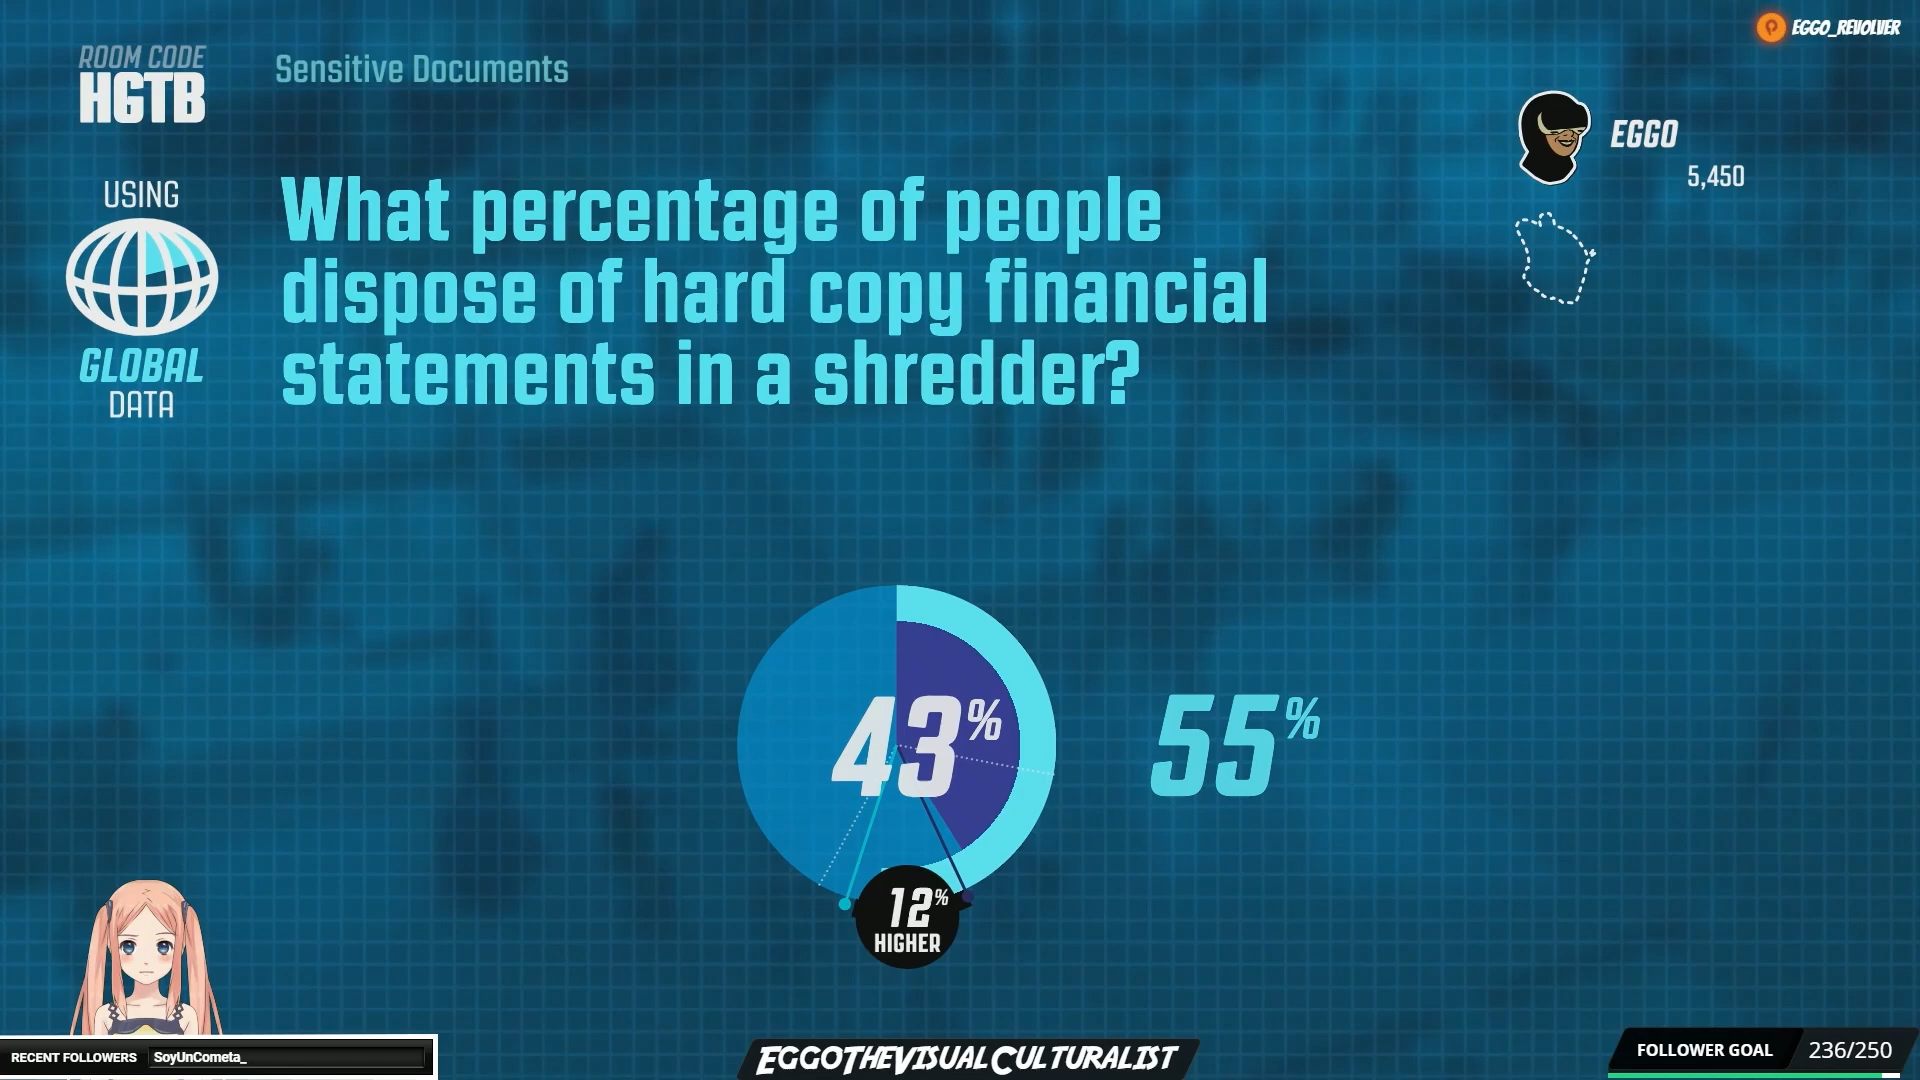 ROOM CODE
HGTB
Sensitive Documents
EGGO_REVOLVER
EGGO
5,450
USING
GLOBAL
DATA
What percentage of people
dispose of hard copy financial
statements in a shredder?
43%
55%
12%
HIGHER
RECENT FOLLOWERS SoyUnCometa_
EGGOTHEVISUALCULTURALIST
FOLLOWER GOAL 236/250